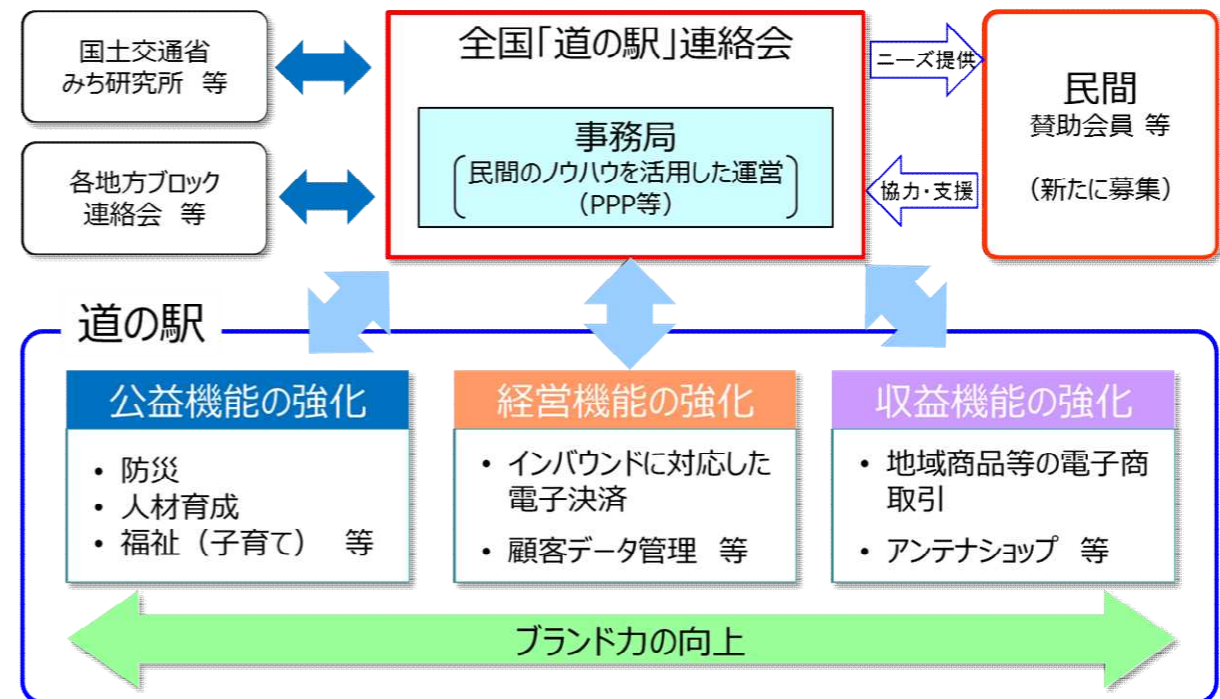 国土交通省
みち研究所 等
各地方ブロック
連絡会 等
全国「道の駅」連絡会
事務局
民間のノウハウを活用した運営
(PPP等)
ニーズ提供
協力・支援
民間
賛助会員 等
（新たに募集）
道の駅
公益機能の強化
• 防災
• 人材育成
• 福祉（子育て） 等
経営機能の強化
• インバウンドに対応した
電子決済
• 顧客データ管理 等
収益機能の強化
• 地域商品等の電子商
取引
• アンテナショップ 等
ブランド力の向上